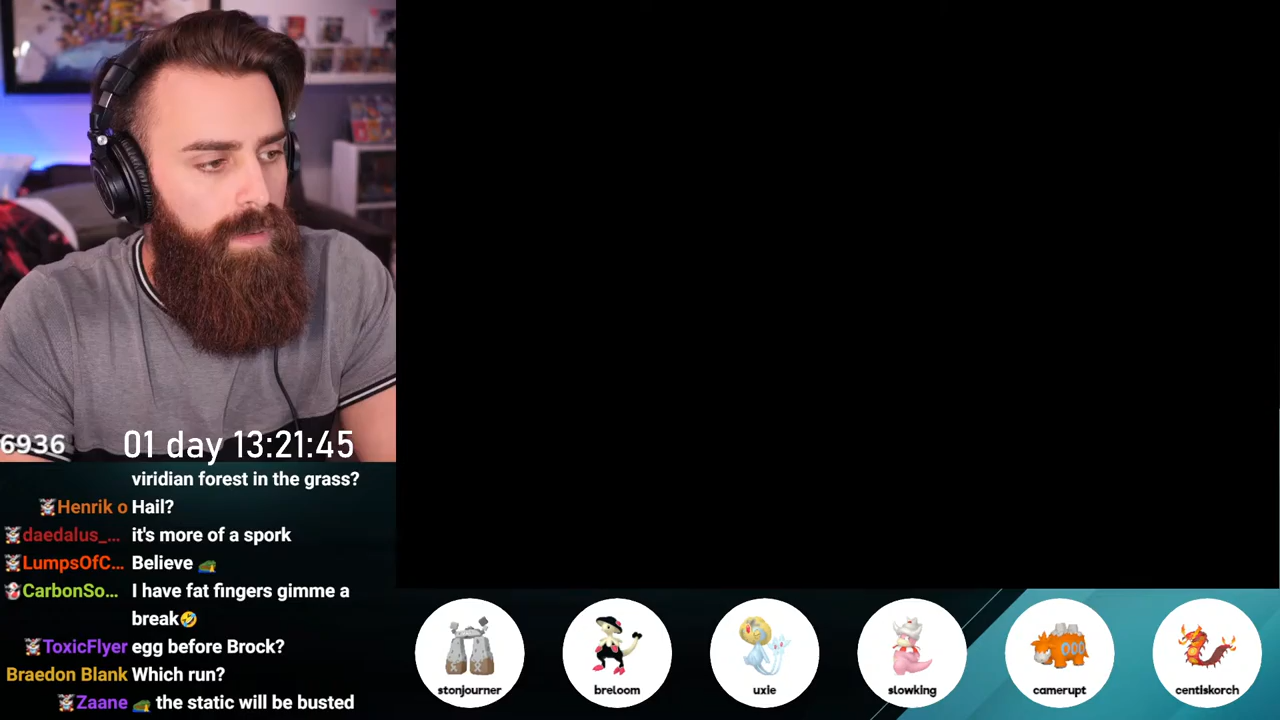 6936 01 day 13:21:45
viridian forest in the grass?
Henrik o Hail?
daedalus_... it's more of a spork
LumpsOfC... Believe
CarbonSo... I have fat fingers gimme a
break🤣
ToxicFlyer egg before Brock?
Braedon Blank Which run?
Zaane the static will be busted
stonjourner breloom uxie slowking camerupt centiskorch